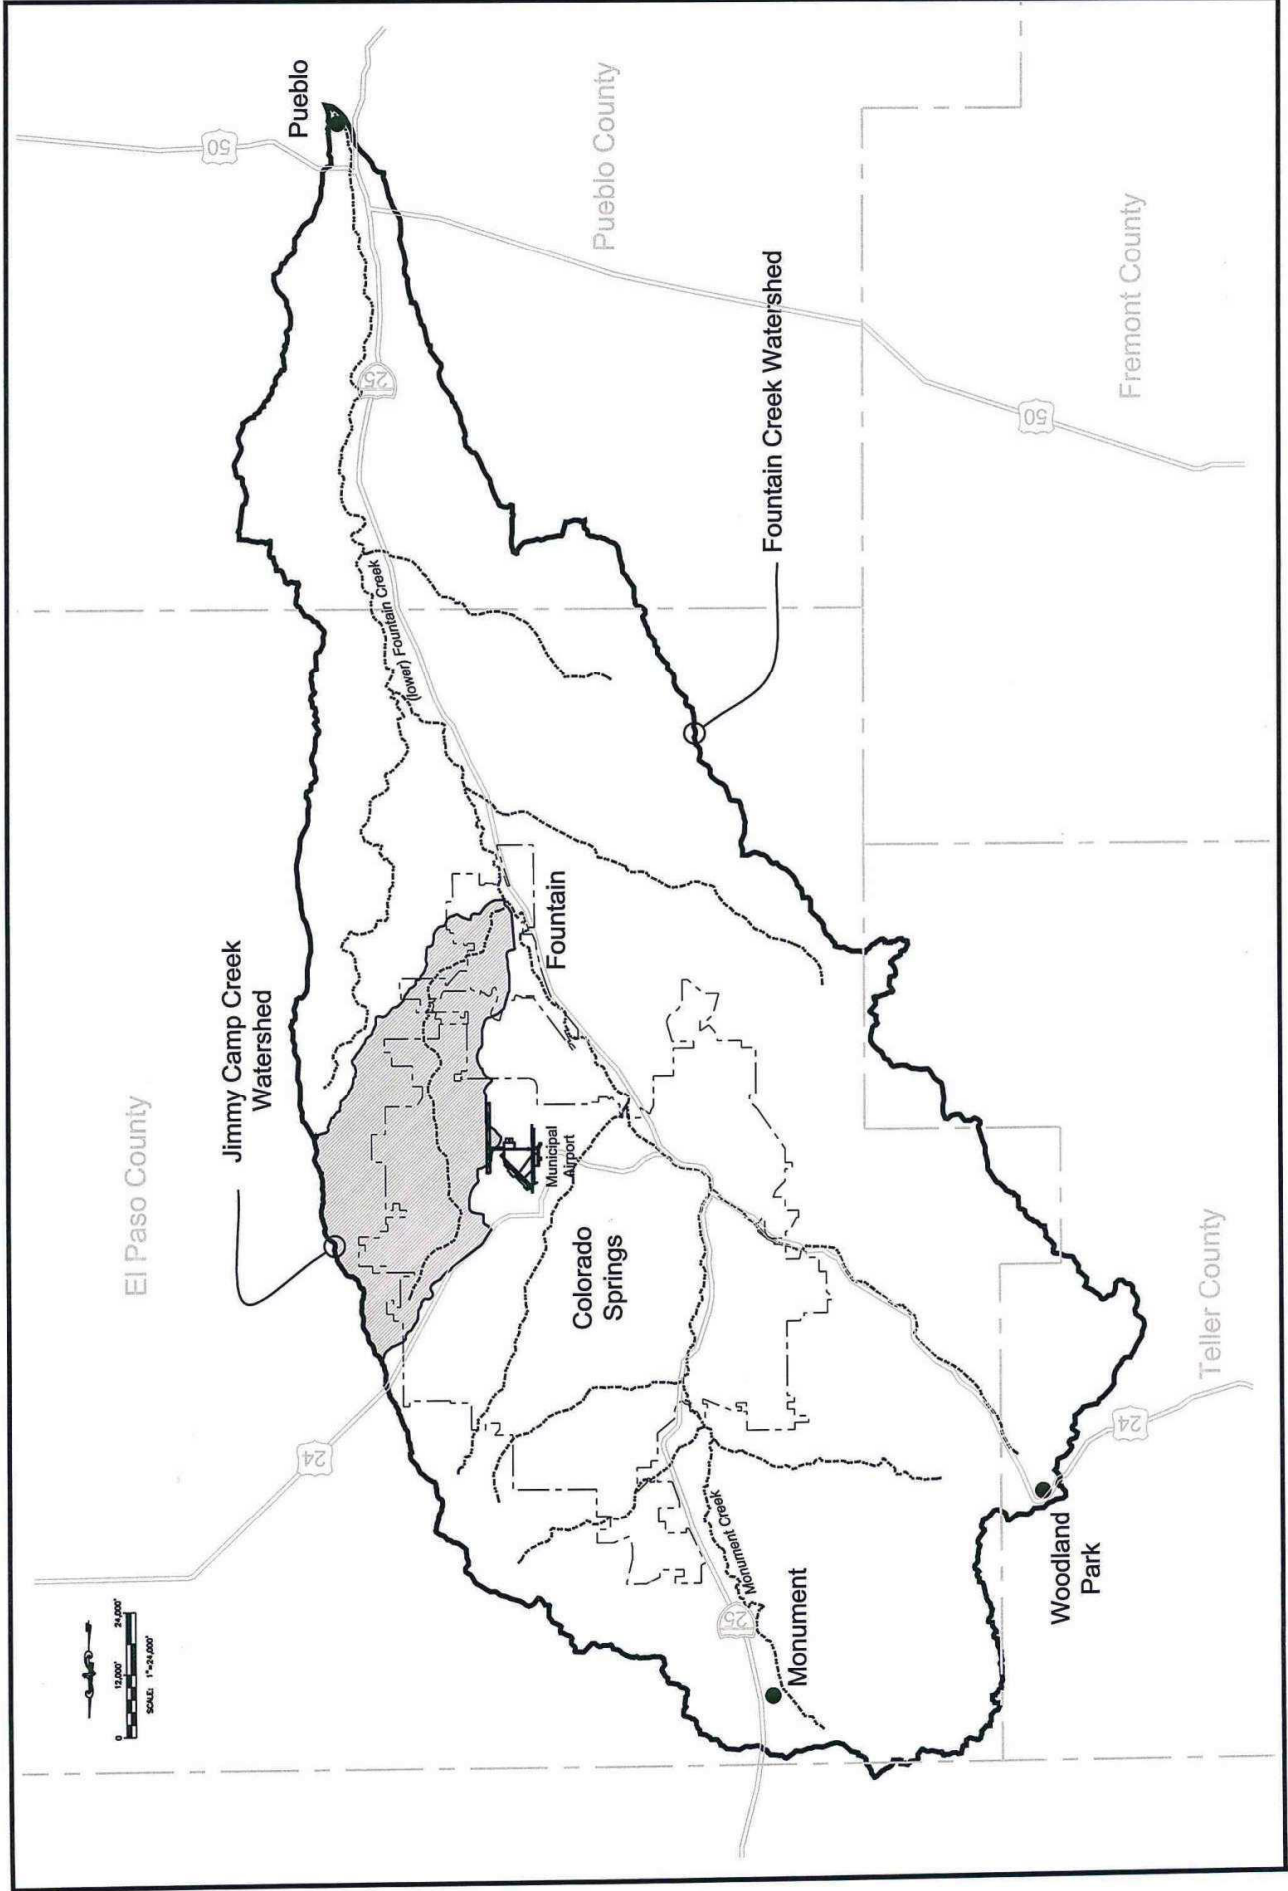 El Paso County
Jimmy Camp Creek
Watershed
Pueblo
50
24
25
(lower) Fountain Creek
Fountain
Municipal
Airport
Colorado
Springs
Monument Creek
25
Monument
Pueblo County
Fountain Creek Watershed
50
Fremont County
Woodland
Park
24
Teller County
0
12,000'
24,000'
SCALE: 1"=24,000'